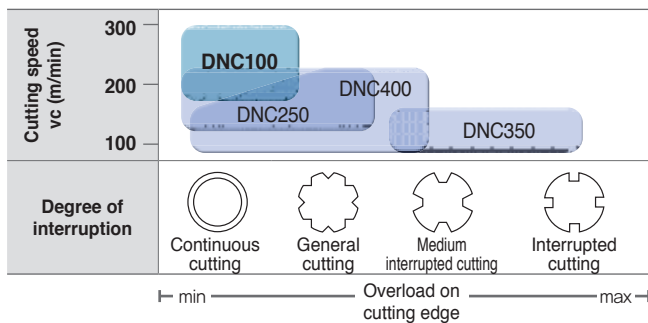 Cutting speed
vc (m/min)
300
200
100
DNC100
DNC400
DNC250
DNC350
Degree of
interruption
Continuous
cutting
General
cutting
Medium
interrupted cutting
Interrupted
cutting
min
Overload on
cutting edge
max